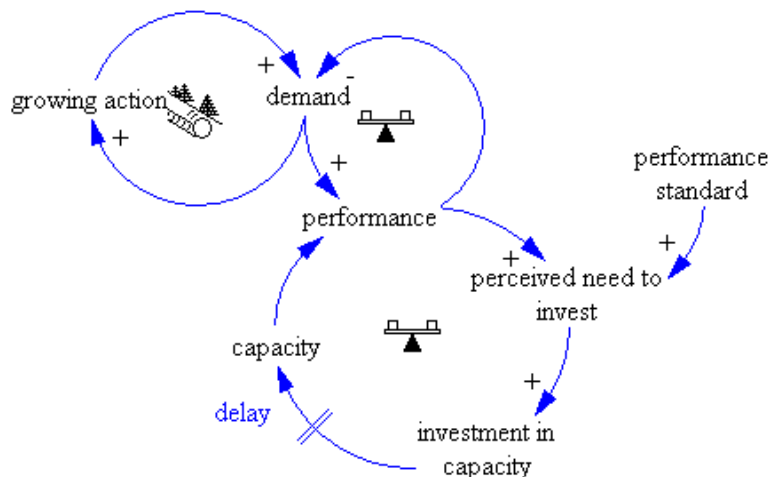 growing action
+
+
demand
-
+
performance
performance
standard
+
+
perceived need to
invest
capacity
+
delay
investment in
capacity